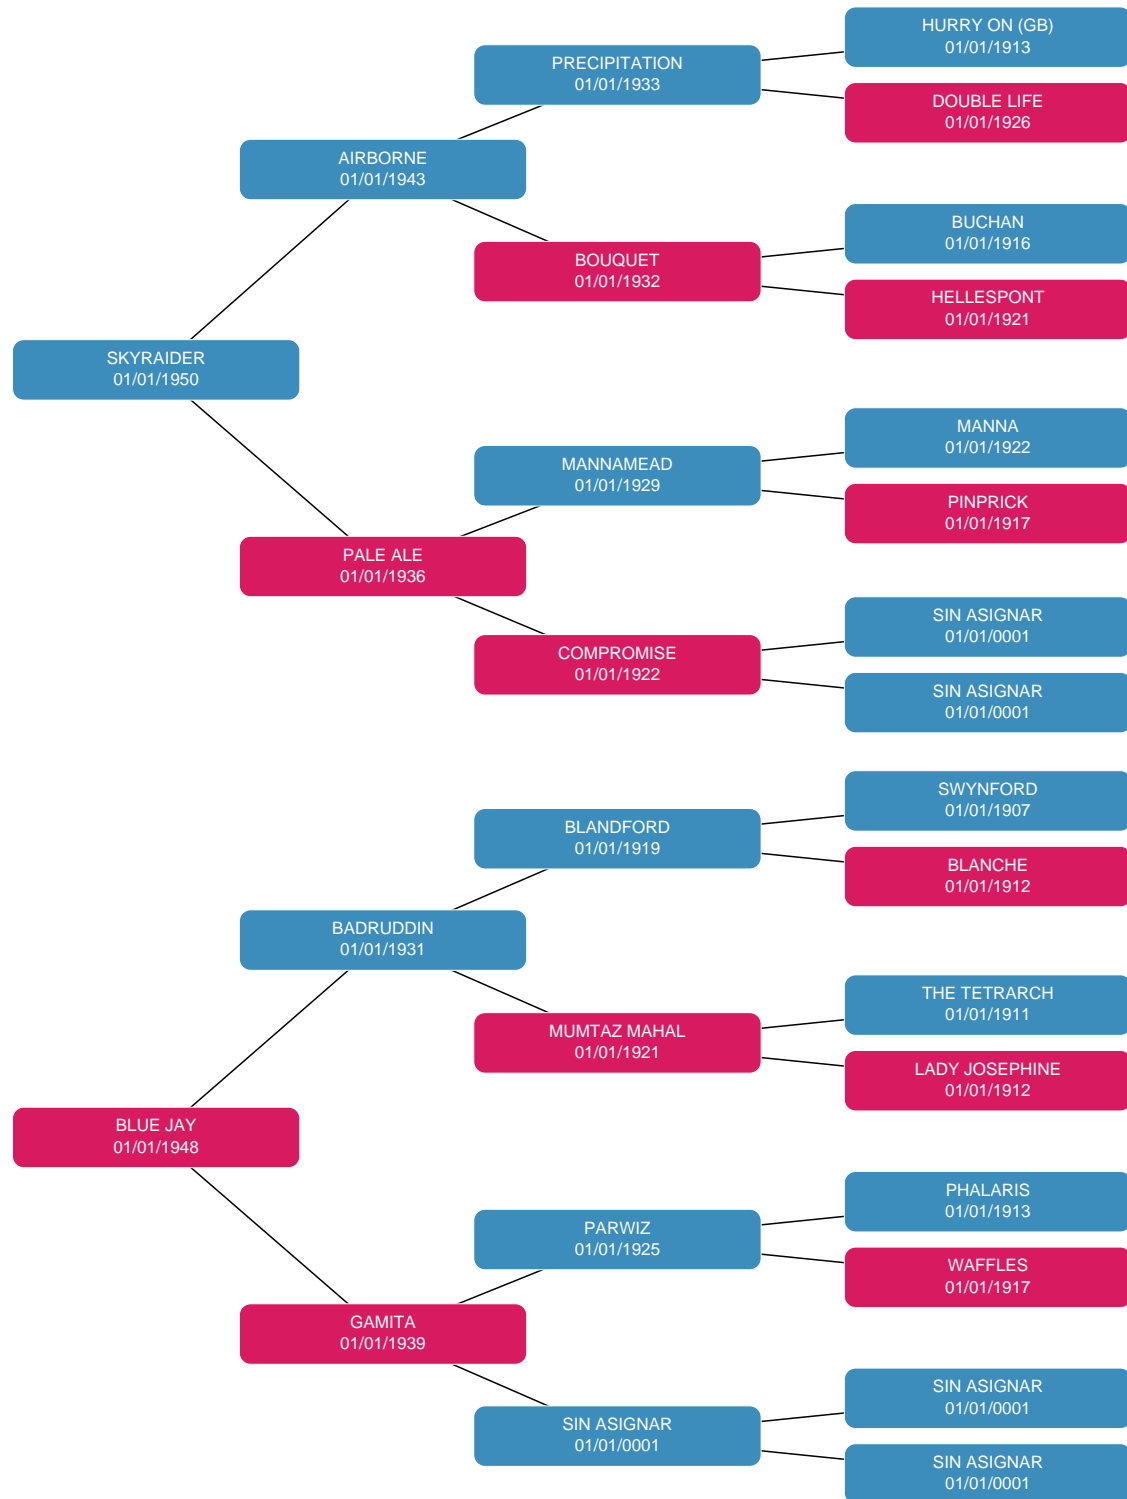 HURRY ON (GB)
01/01/1913
PRECIPITATION
01/01/1933
DOUBLE LIFE
01/01/1926
AIRBORNE
01/01/1943
BUCHAN
01/01/1916
BOUQUET
01/01/1932
HELLESPONT
01/01/1921
SKYRAIDER
01/01/1950
MANNA
01/01/1922
MANNAMEAD
01/01/1929
PINPRICK
01/01/1917
PALE ALE
01/01/1936
SIN ASIGNAR
01/01/0001
COMPROMISE
01/01/1922
SIN ASIGNAR
01/01/0001
SWYNFORD
01/01/1907
BLANDFORD
01/01/1919
BLANCHE
01/01/1912
BADRUDDIN
01/01/1931
THE TETRARCH
01/01/1911
MUMTAZ MAHAL
01/01/1921
LADY JOSEPHINE
01/01/1912
BLUE JAY
01/01/1948
PHALARIS
01/01/1913
PARWIZ
01/01/1925
WAFFLES
01/01/1917
GAMITA
01/01/1939
SIN ASIGNAR
01/01/0001
SIN ASIGNAR
01/01/0001
SIN ASIGNAR
01/01/0001